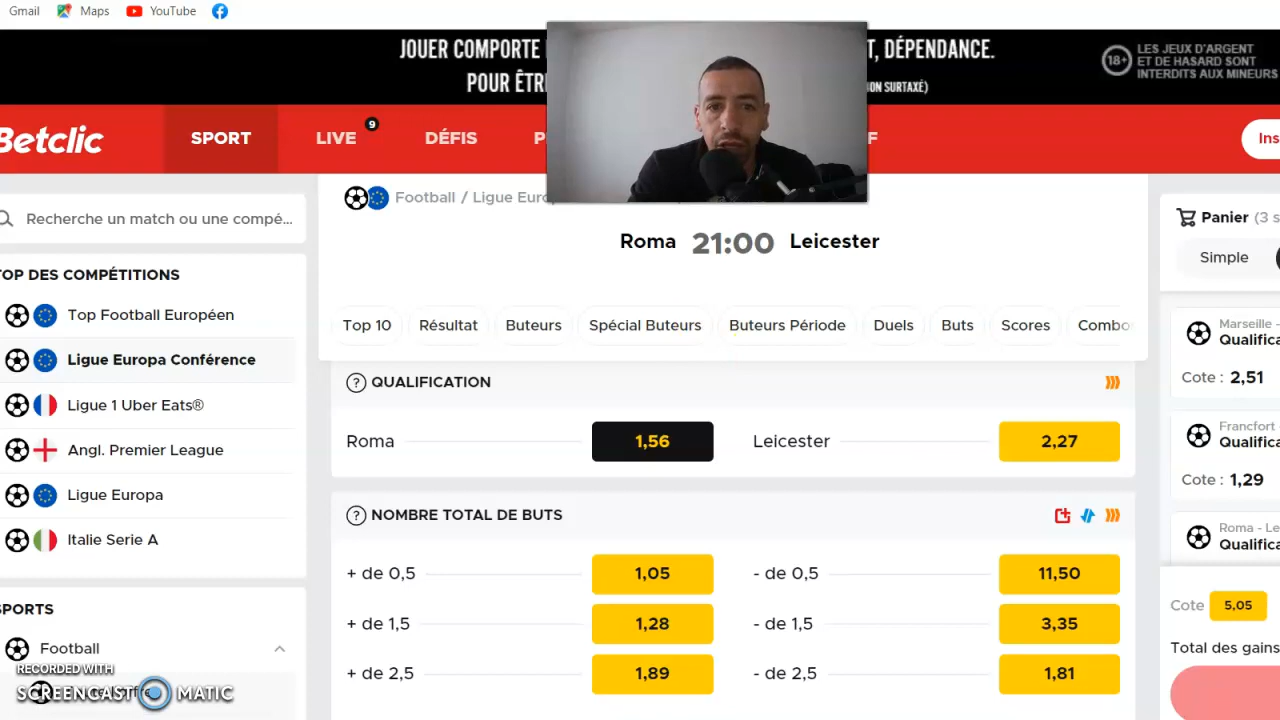 Gmail
Maps
YouTube
JOUER COMPORTE
T, DÉPENDANCE.
POUR ÊTR
ON SURTAXÉ)
18+
LES JEUX D'ARGENT
ET DE HASARD SONT
INTERDITS AUX MINEURS
Betclic
SPORT
LIVE
9
DÉFIS
P
F
Ins
Recherche un match ou une compé...
TOP DES COMPÉTITIONS
Top Football Européen
Ligue Europa Conférence
Ligue 1 Uber Eats®
Angl. Premier League
Ligue Europa
Italie Serie A
SPORTS
Football
RECORDED WITH
SCREENCAST MATIC
Football / Ligue Euro
Roma 21:00 Leicester
Top 10
Résultat
Buteurs
Spécial Buteurs
Buteurs Période
Duels
Buts
Scores
Combo
? QUALIFICATION
Roma 1,56 Leicester 2,27
? NOMBRE TOTAL DE BUTS
+ de 0,5 1,05 - de 0,5 11,50
+ de 1,5 1,28 - de 1,5 3,35
+ de 2,5 1,89 - de 2,5 1,81
Panier (3 s
Simple
Marseille -
Qualifica
Cote : 2,51
Francfort -
Qualifica
Cote : 1,29
Roma - Le
Qualifica
Cote 5,05
Total des gains